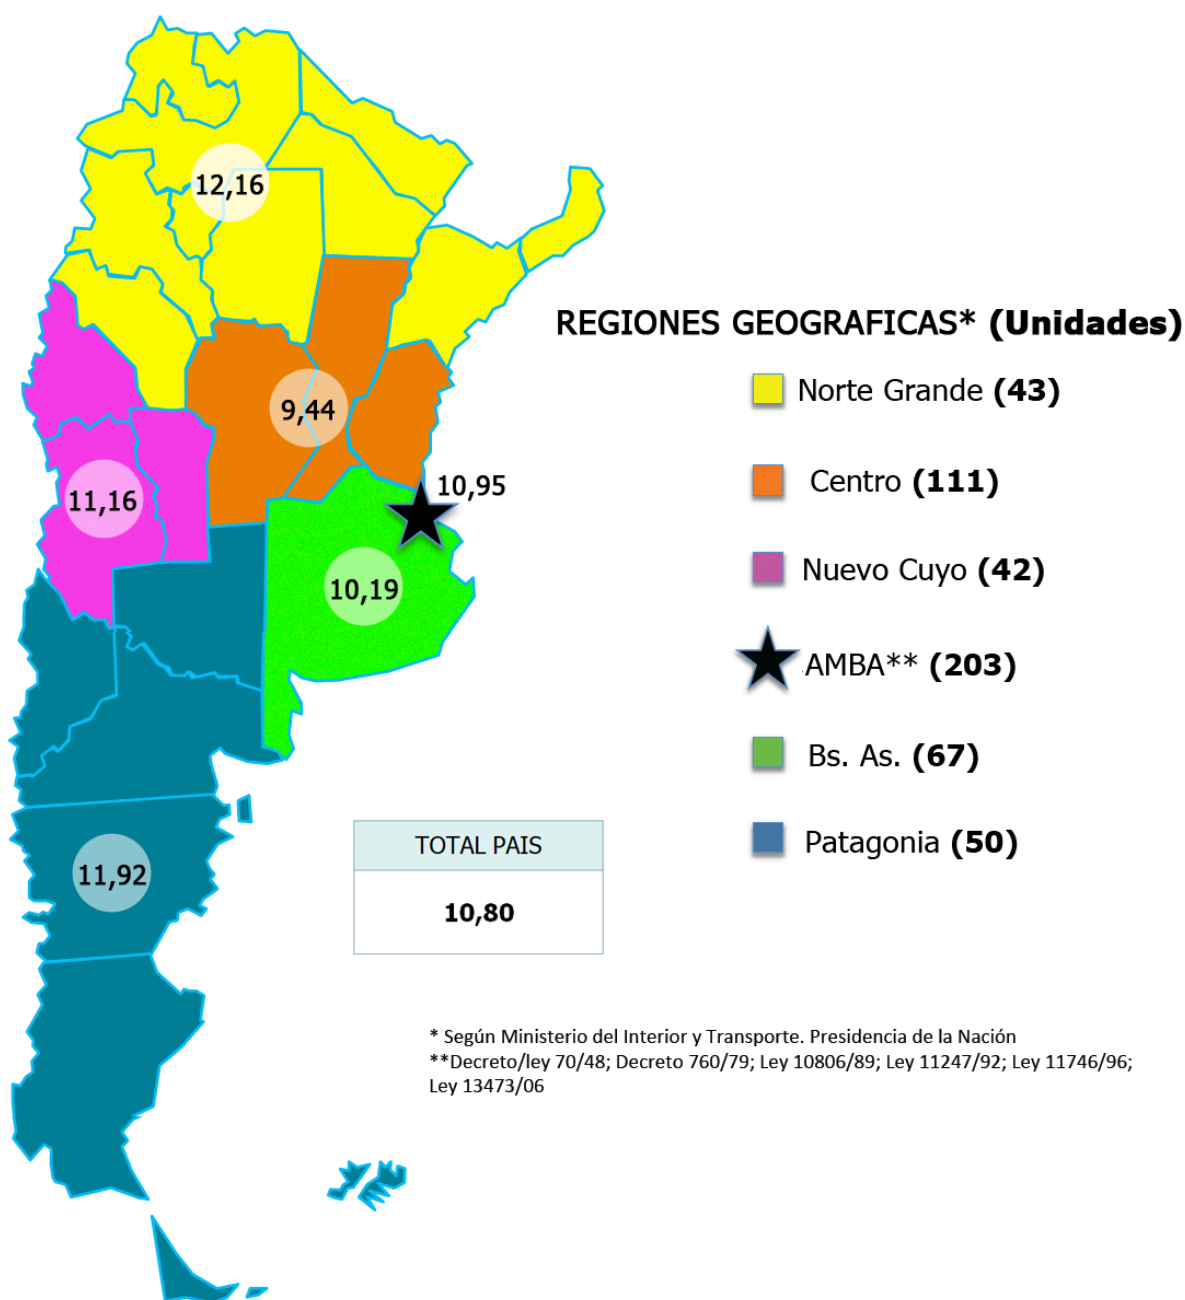 12,16
REGIONES GEOGRAFICAS* (Unidades)
Norte Grande (43)
9,44
Centro (111)
10,95
11,16
Nuevo Cuyo (42)
10,19
AMBA** (203)
Bs. As. (67)
Patagonia (50)
TOTAL PAIS
11,92
10,80
* Según Ministerio del Interior y Transporte. Presidencia de la Nación
**Decreto/ley 70/48; Decreto 760/79; Ley 10806/89; Ley 11247/92; Ley 11746/96;
Ley 13473/06